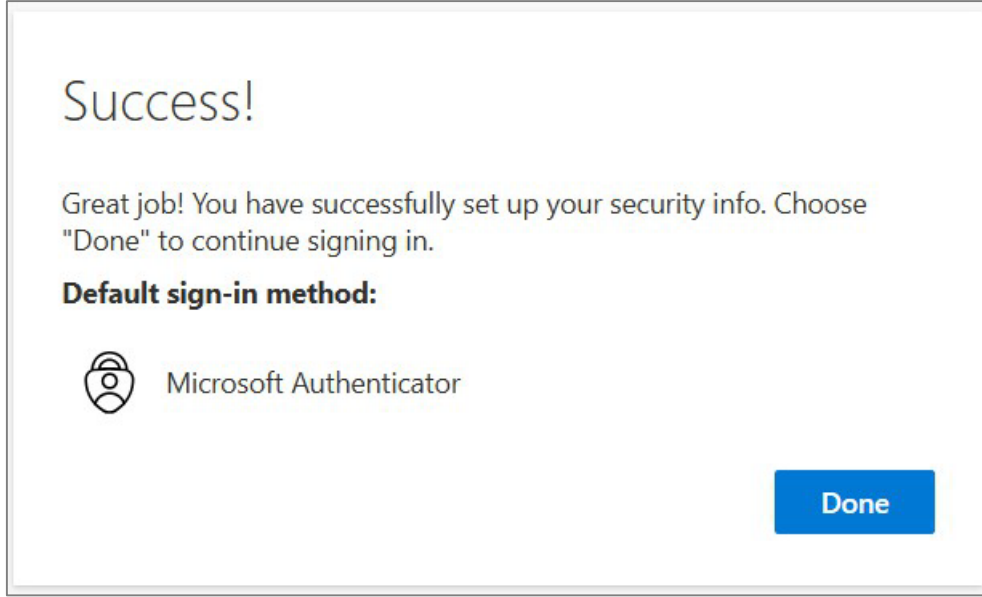 Success!
Great job! You have successfully set up your security info. Choose
"Done" to continue signing in.
Default sign-in method:
Microsoft Authenticator
Done